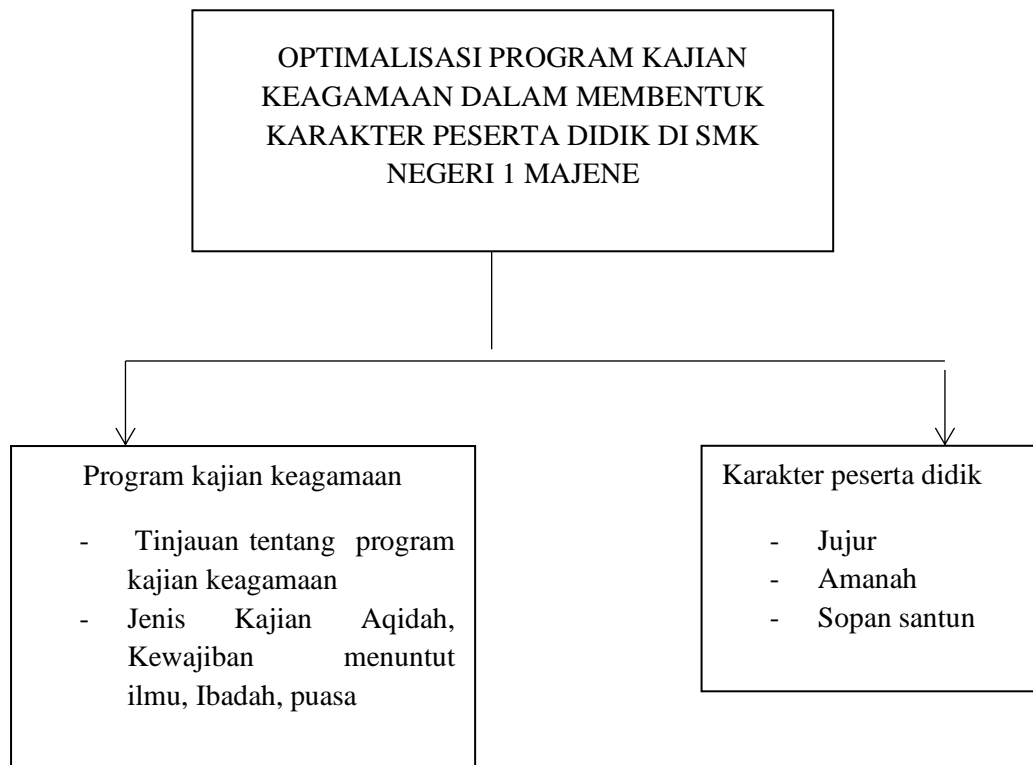 OPTIMALISASI PROGRAM KAJIAN
KEAGAMAAN DALAM MEMBENTUK
KARAKTER PESERTA DIDIK DI SMK
NEGERI 1 MAJENE
Program kajian keagamaan
- Tinjauan tentang program
kajian keagamaan
- Jenis Kajian Aqidah,
Kewajiban menuntut
ilmu, Ibadah, puasa
Karakter peserta didik
- Jujur
- Amanah
- Sopan santun